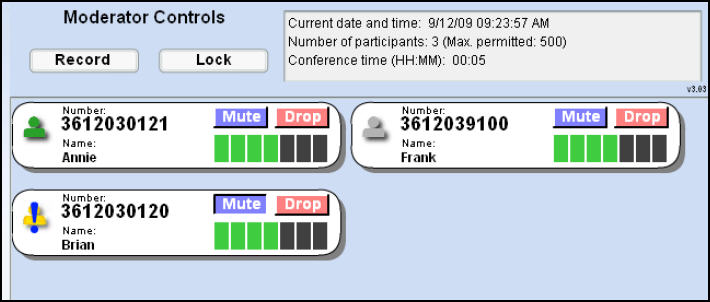 Moderator Controls
Record
Lock
Current date and time: 9/12/09 09:23:57 AM
Number of participants: 3 (Max. permitted: 500)
Conference time (HH:MM): 00:05
v3.03
Number:
3612030121
Mute
Drop
Name:
Annie
Number:
3612039100
Mute
Drop
Name:
Frank
Number:
3612030120
Mute
Drop
Name:
Brian